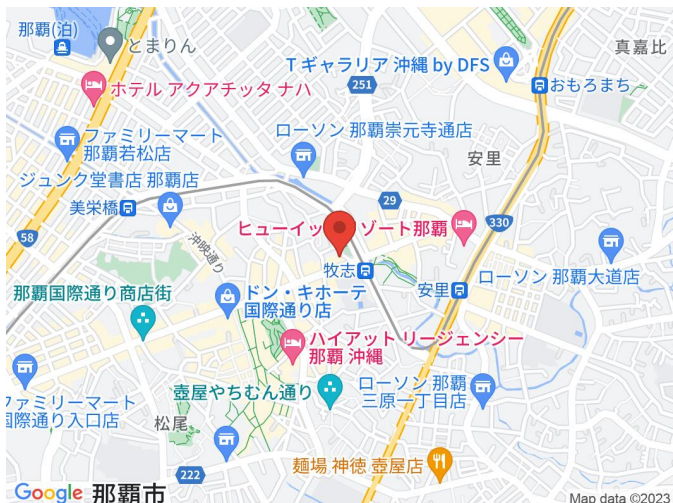 那覇(泊)
とまりん
真嘉比
Tギャラリア 沖縄 by DFS
おもろまち
ホテル アクアチッタ ナハ
251
ファミリーマート
那覇若松店
ローソン 那覇崇元寺通店
安里
ジュンク堂書店 那覇店
美栄橋
29
58
沖映通り
ヒューイッ
ゾート那覇
330
牧志
安里
ローソン 那覇大道店
那覇国際通り商店街
ドン・キホーテ
国際通り店
ハイアット リージェンシー
那覇 沖縄
ファミリーマート
国際通り入口店
壺屋やちむん通り
ローソン 那覇
三原一丁目店
松尾
222
麺場 神徳 壺屋店
Google
那覇市
Map data ©2023